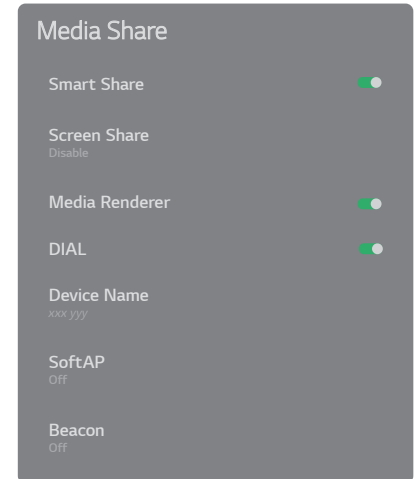 Media Share
Smart Share
Screen Share
Disable
Media Renderer
DIAL
Device Name
xxx yyy
SoftAP
Off
Beacon
Off